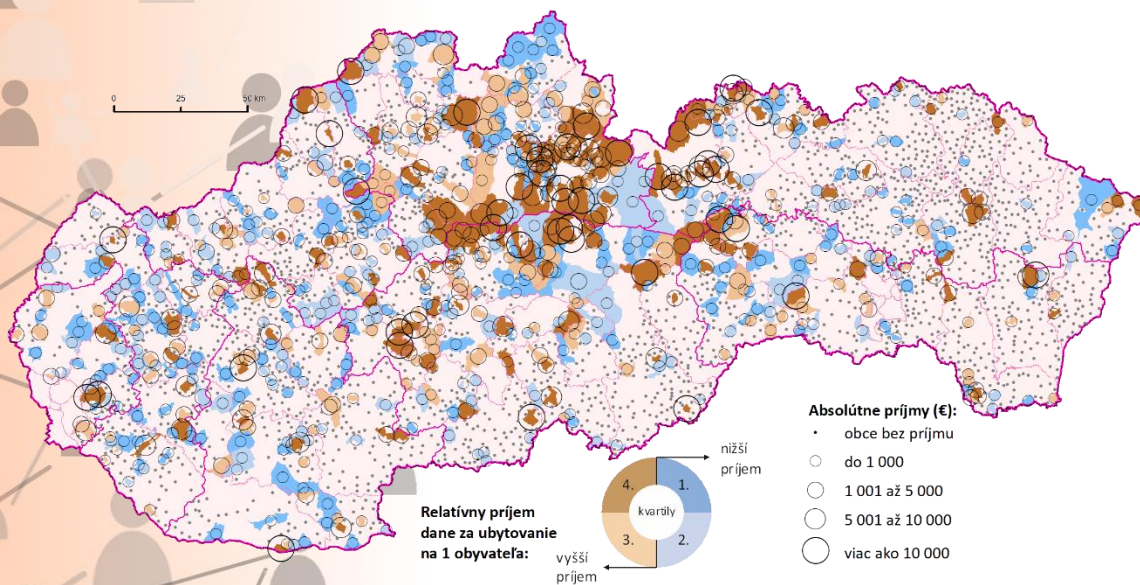 0 25 50 km
Absolútne príjmy (€):
obce bez príjmu
do 1 000
1 001 až 5 000
5 001 až 10 000
viac ako 10 000
nižší
príjem
4. 1.
kvartily
3. 2.
Relatívny príjem
dane za ubytovanie
na 1 obyvateľa:
vyšší
príjem